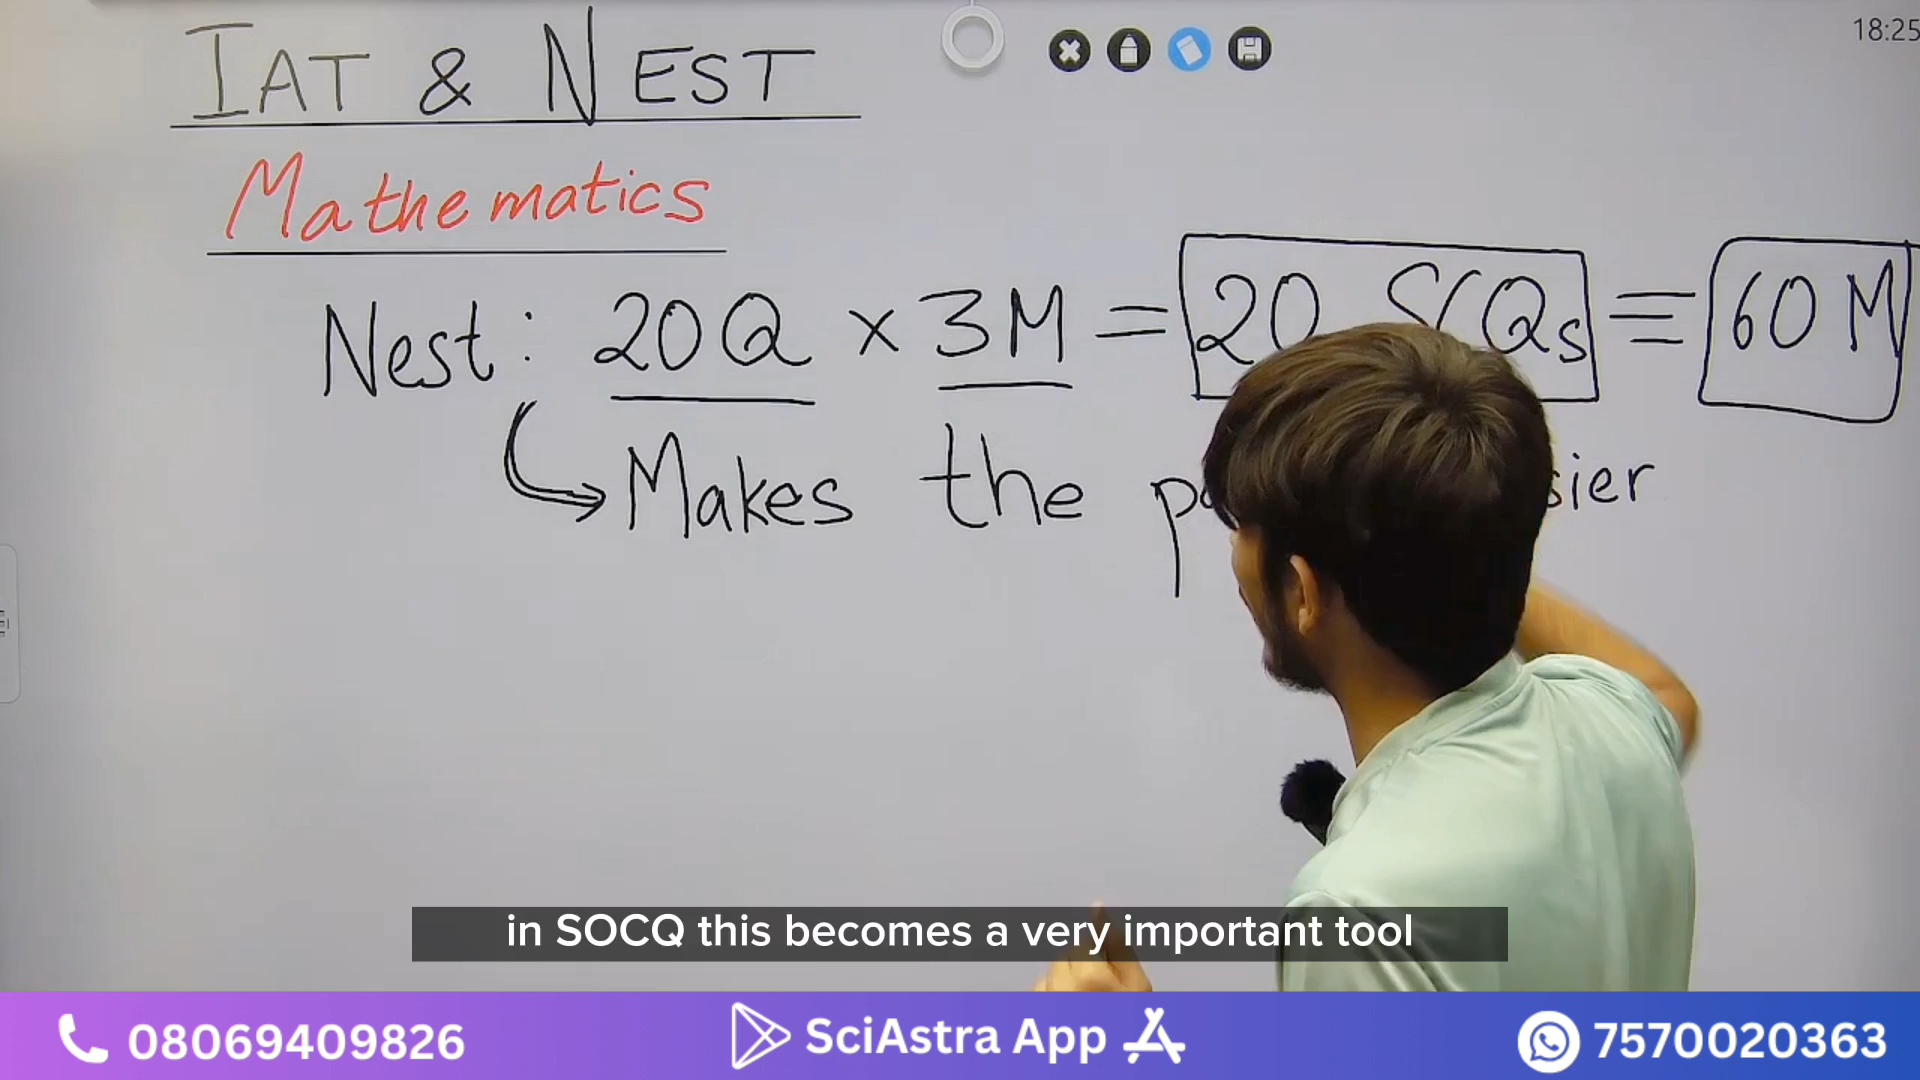 18:25
IAT & NEST
Mathematics
Nest: 20Q × 3M = 20 SCQs ≡ 60 M
Makes the
in SOCQ this becomes a very important tool
08069409826 SciAstra App 7570020363